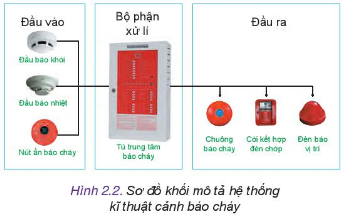 Đầu vào
Bộ phận
xử lí
Đầu ra
Đầu báo khói
Đầu báo nhiệt
Nút ấn báo cháy
Tủ trung tâm
báo cháy
Chuông
báo cháy
Còi kết hợp
đèn chớp
Đèn báo
vị trí
Hình 2.2. Sơ đồ khối mô tả hệ thống
kĩ thuật cảnh báo cháy